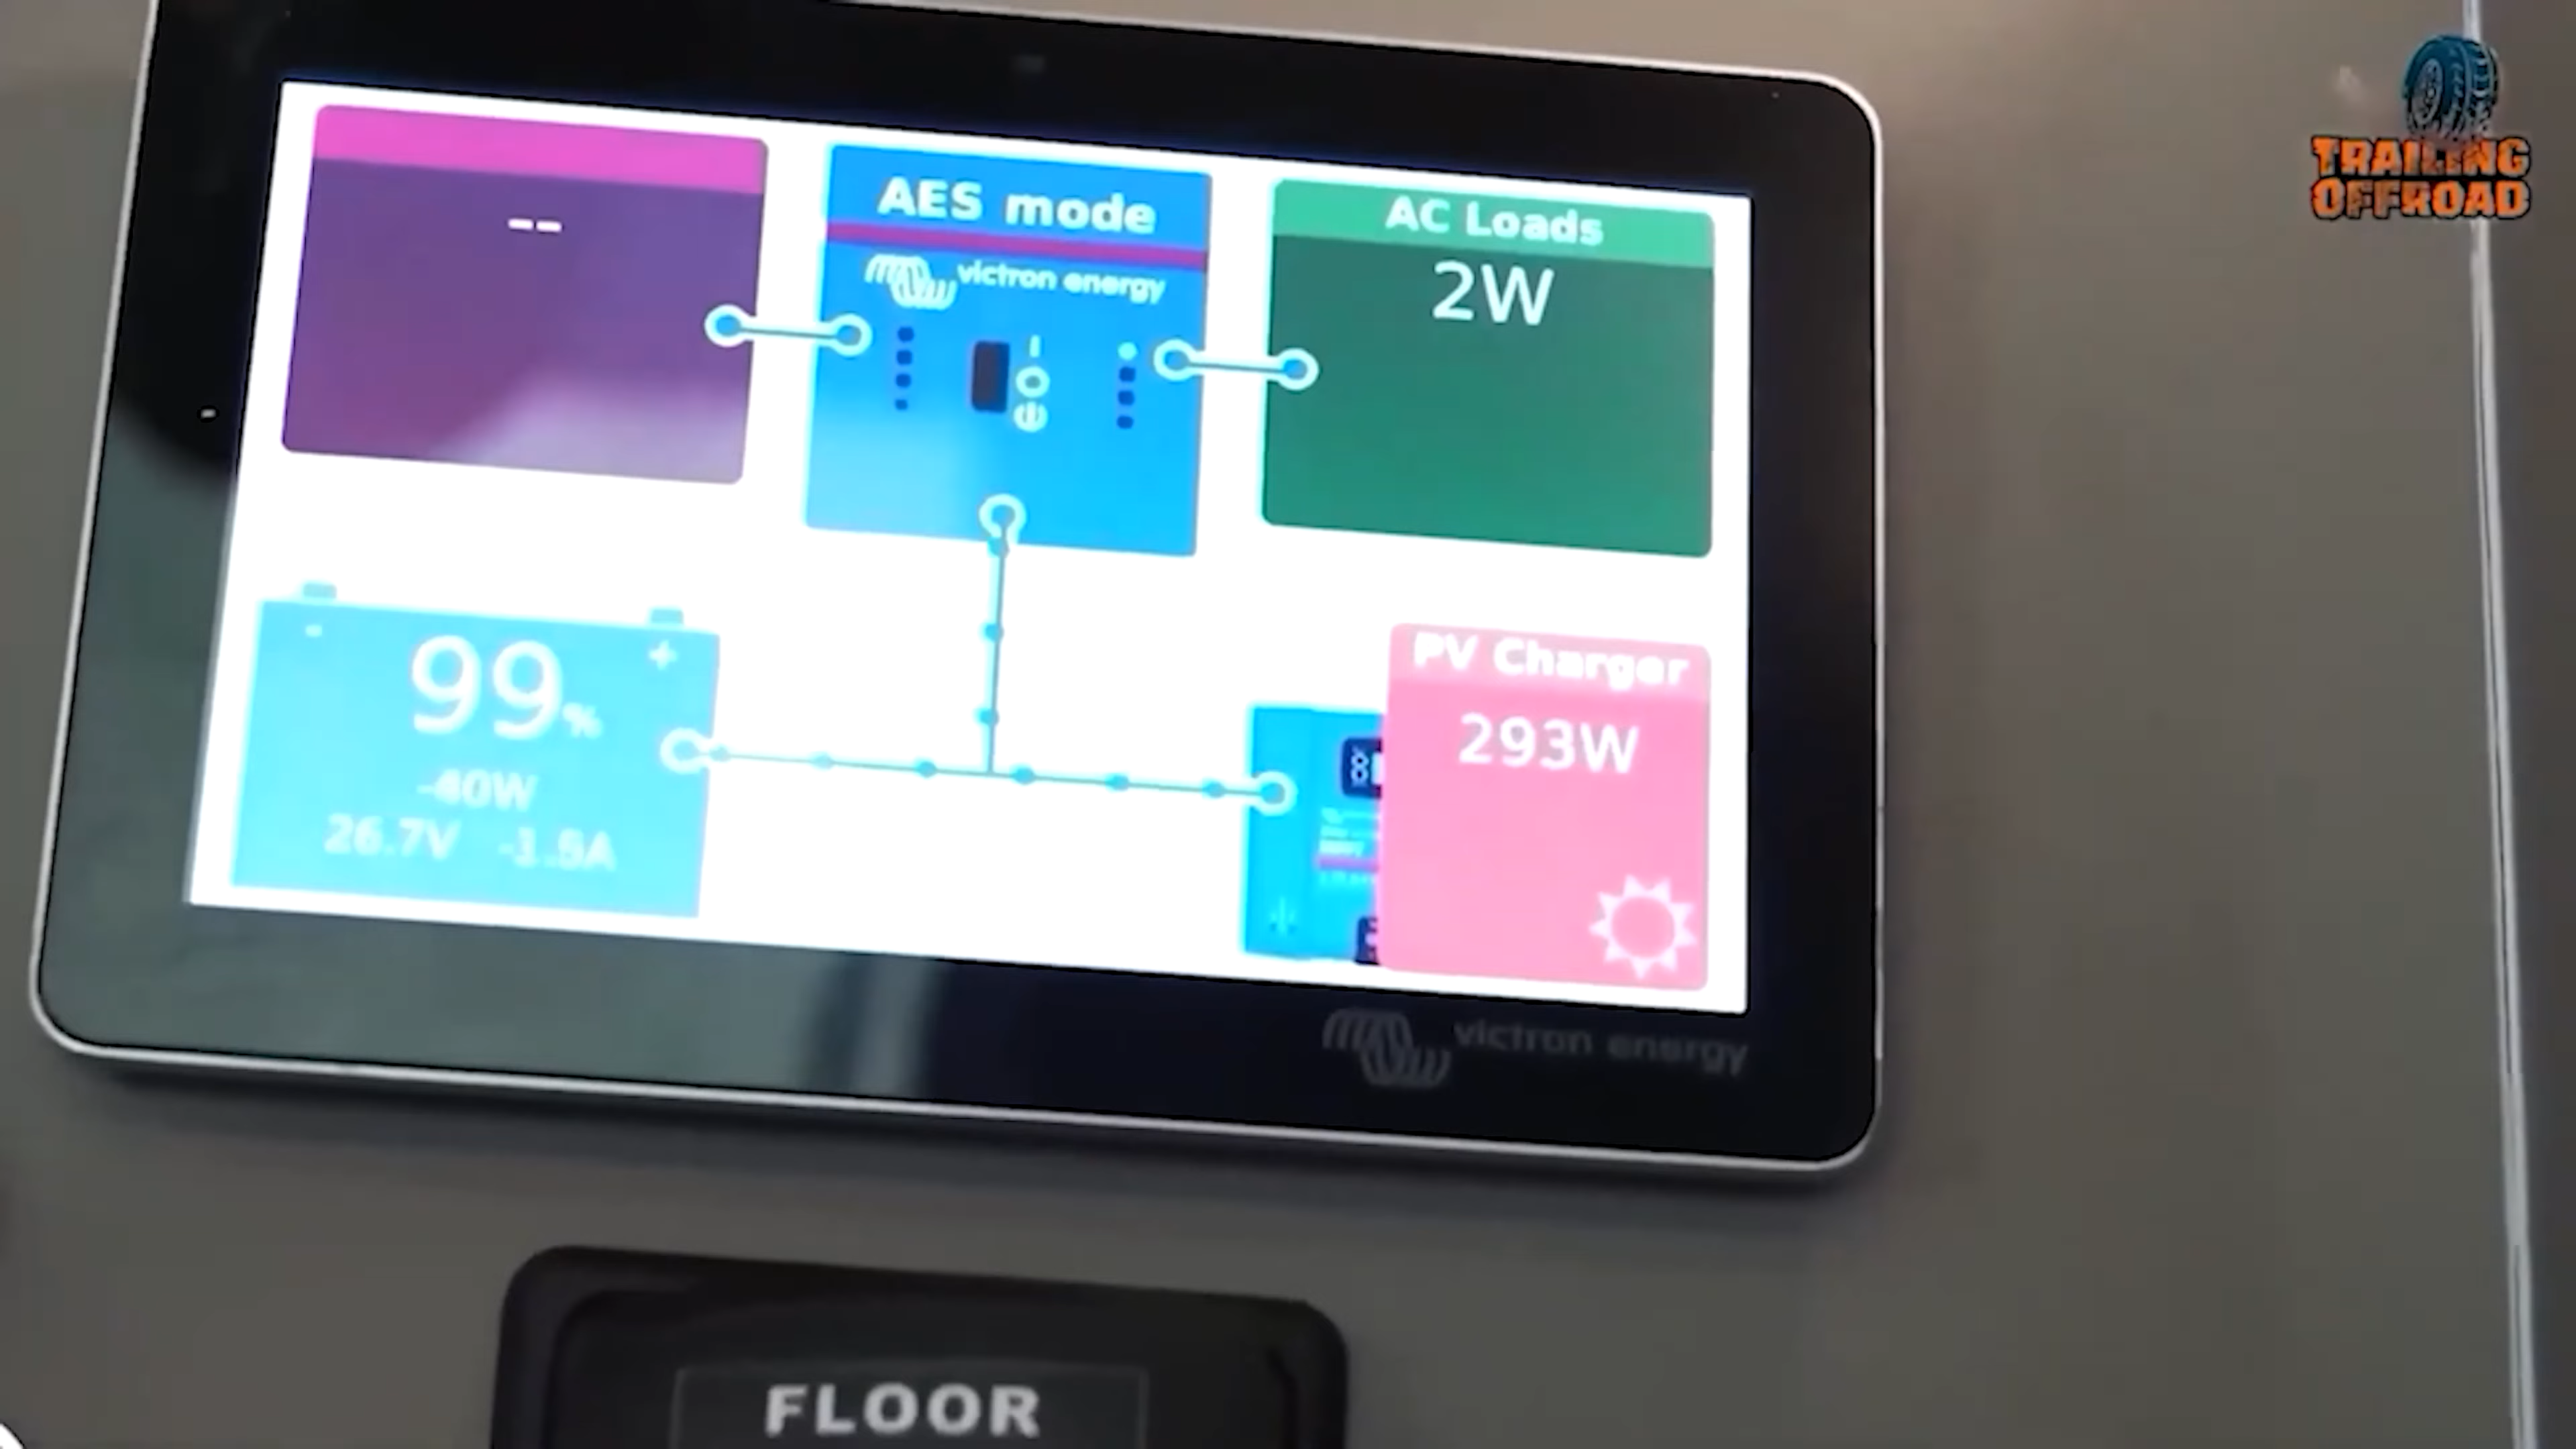 TRAILING
OFFROAD
--
AES mode
victron energy
AC Loads
2W
99%
-40W
26.7V -1.5A
PV Charger
293W
victron energy
FLOOR